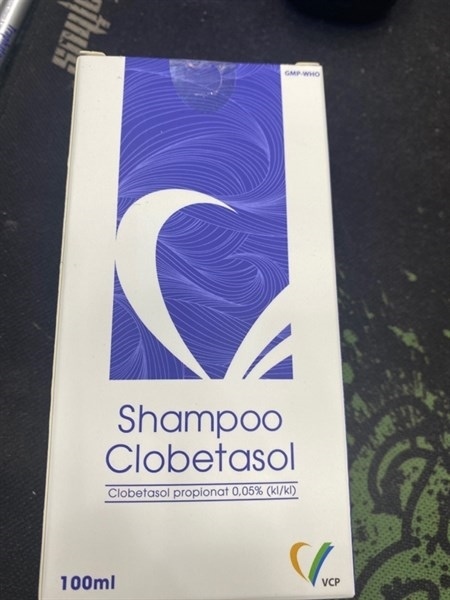 GMP-WHO
Shampoo
Clobetasol
Clobetasol propionat 0,05% (kl/kl)
100ml
VCP